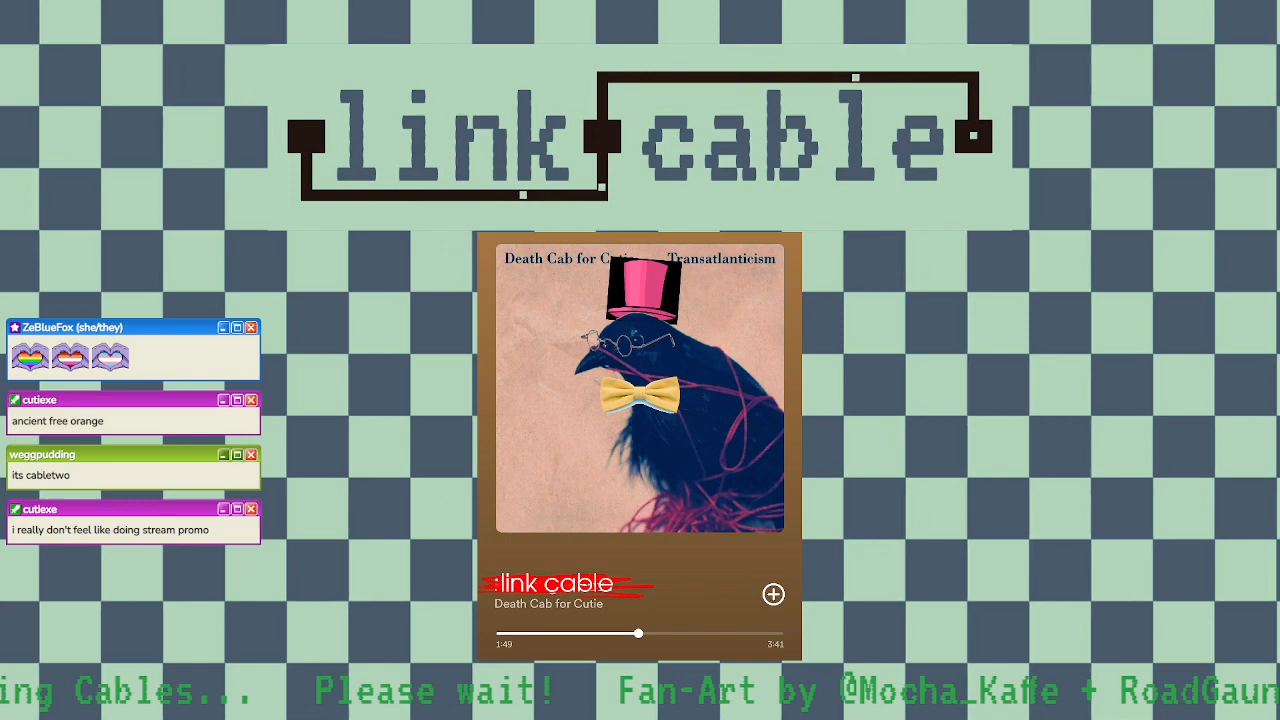 link cable
Death Cab for Cutie Transatlanticism
ZeBlueFox (she/they)
cutiexe
ancient free orange
weggpudding
its cabletwo
cutiexe
i really don't feel like doing stream promo
link cable
Death Cab for Cutie
1:49 3:41
ing Cables... Please wait! Fan-Art by @Mocha_Kaffe + RoadGaun